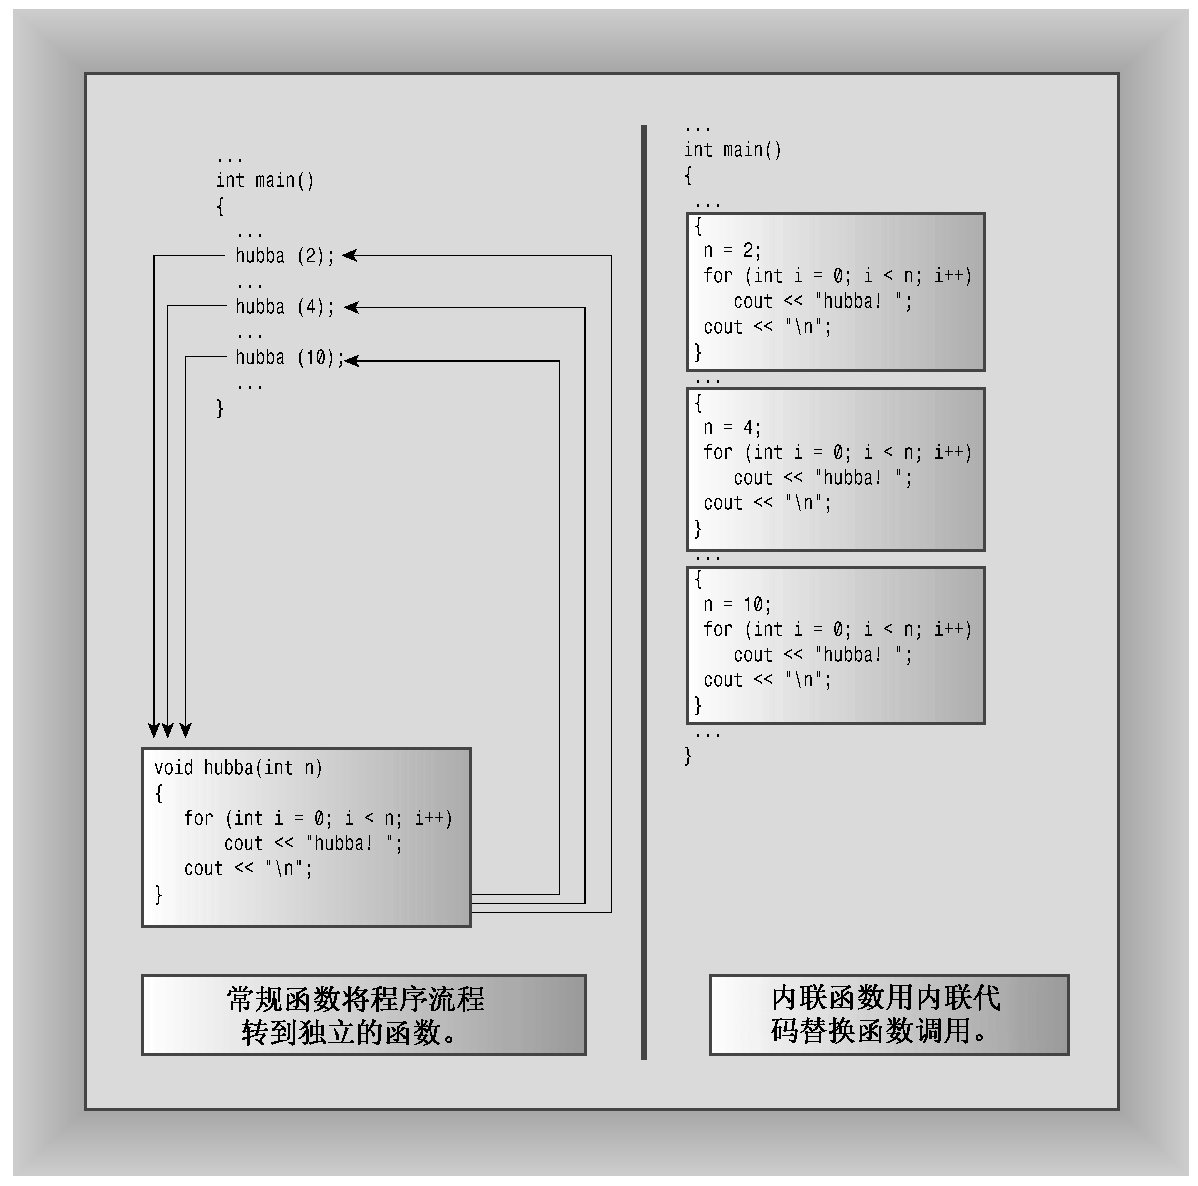 ...
int main()
{
...
hubba (2);
...
hubba (4);
...
hubba (10);
...
}
void hubba(int n)
{
for (int i = 0; i < n; i++)
cout << "hubba! ";
cout << "\n";
}
常规函数将程序流程
转到独立的函数。
...
int main()
{
...
{
n = 2;
for (int i = 0; i < n; i++)
cout << "hubba! ";
cout << "\n";
}
...
{
n = 4;
for (int i = 0; i < n; i++)
cout << "hubba! ";
cout << "\n";
}
...
{
n = 10;
for (int i = 0; i < n; i++)
cout << "hubba! ";
cout << "\n";
}
...
}
内联函数用内联代
码替换函数调用。